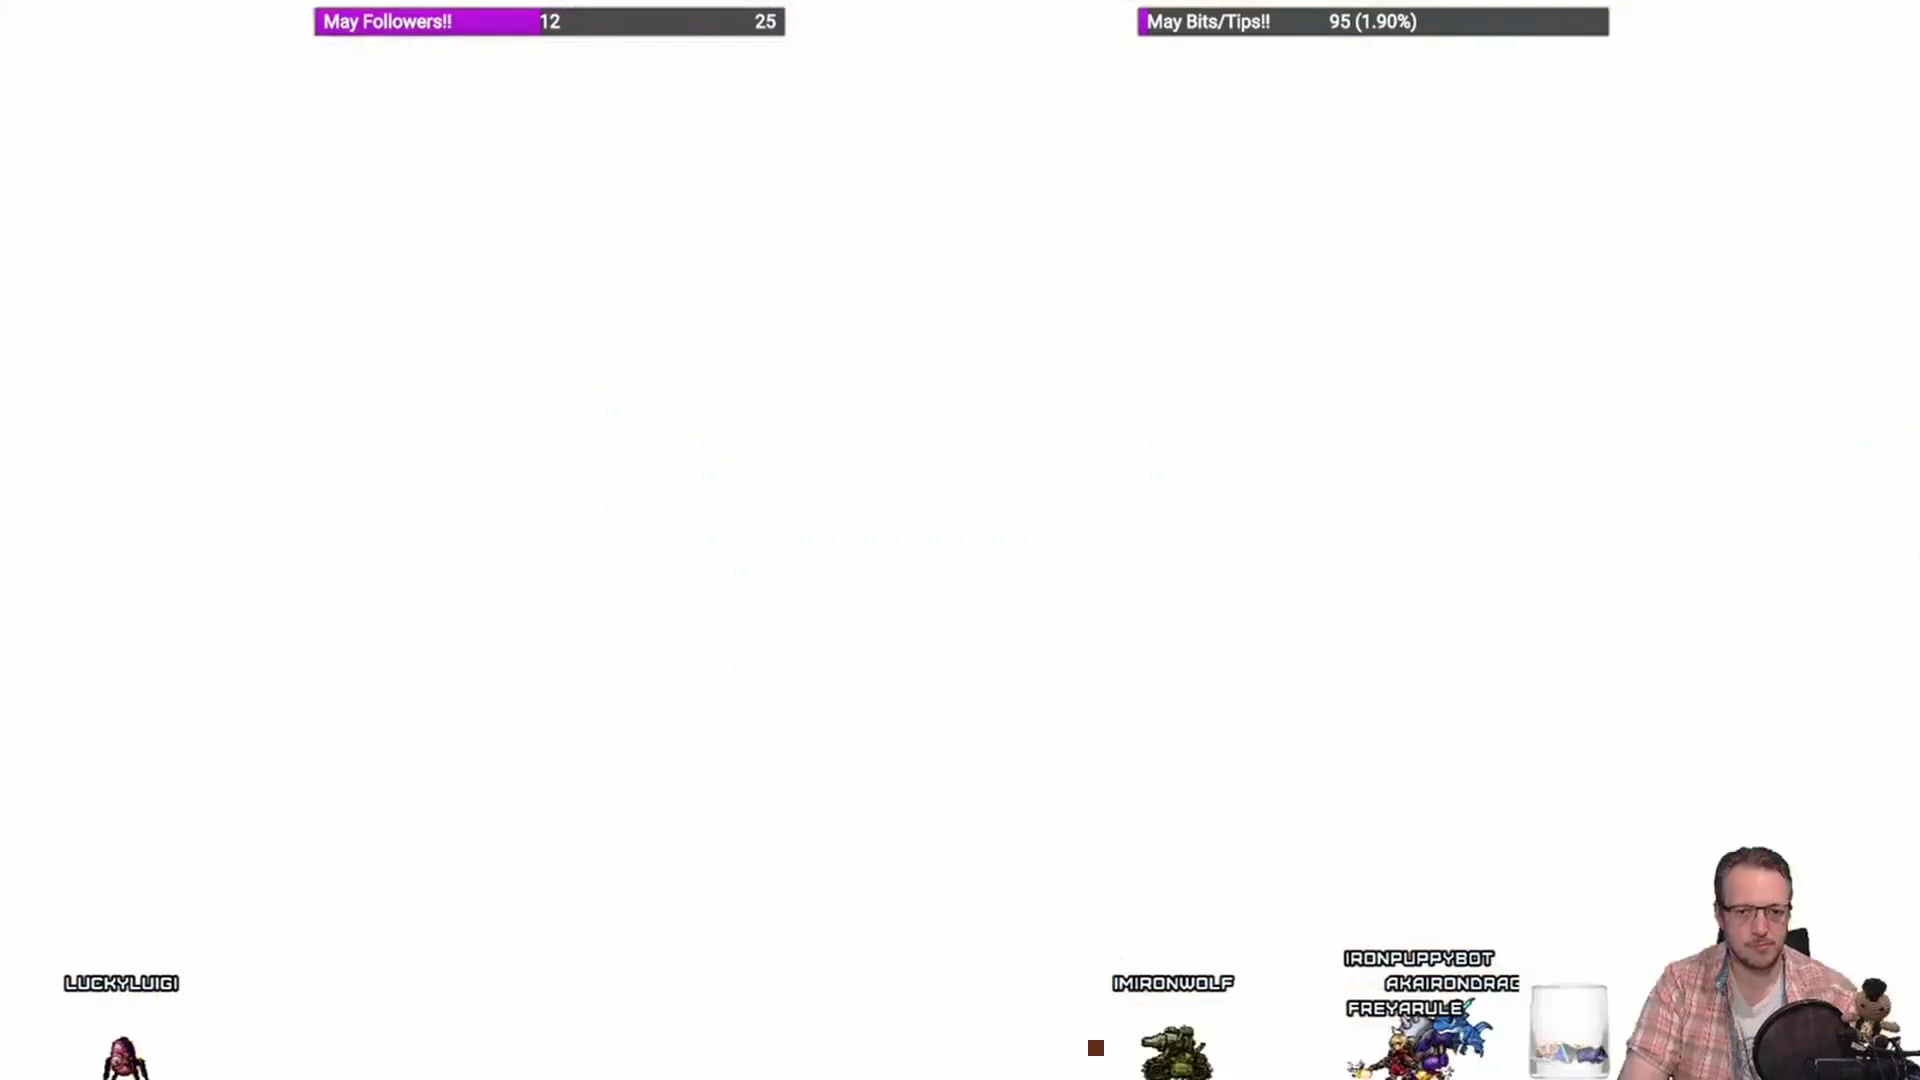 May Followers!! 12 25
May Bits/Tips!! 95 (1.90%)
LUCKYLUIGI
IMIRONWOLF
IRONPUPPYBOT
AKAIRONDRAG
FREYARULE